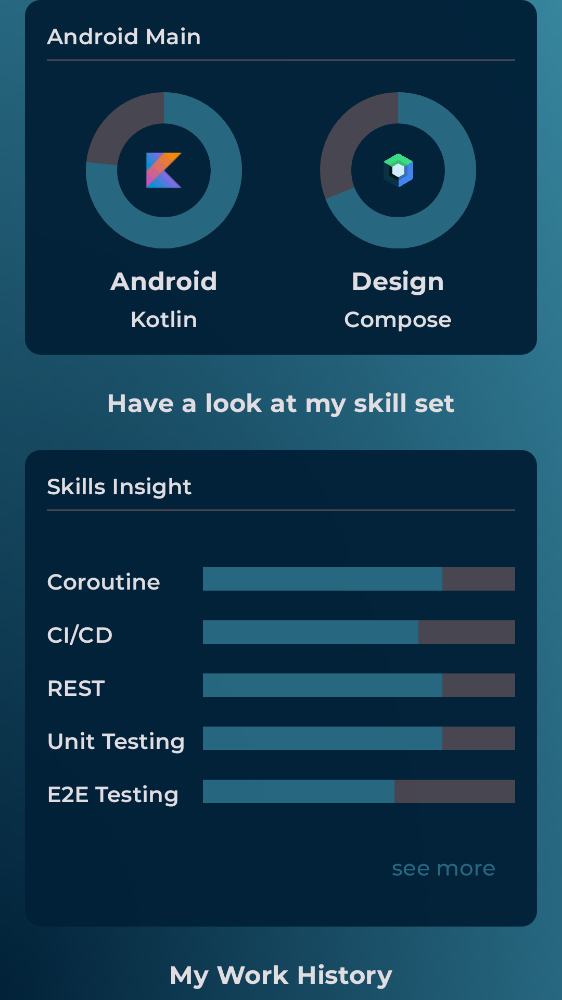 Android Main
Android
Design
Kotlin
Compose
Have a look at my skill set
Skills Insight
Coroutine
CI/CD
REST
Unit Testing
E2E Testing
see more
My Work History